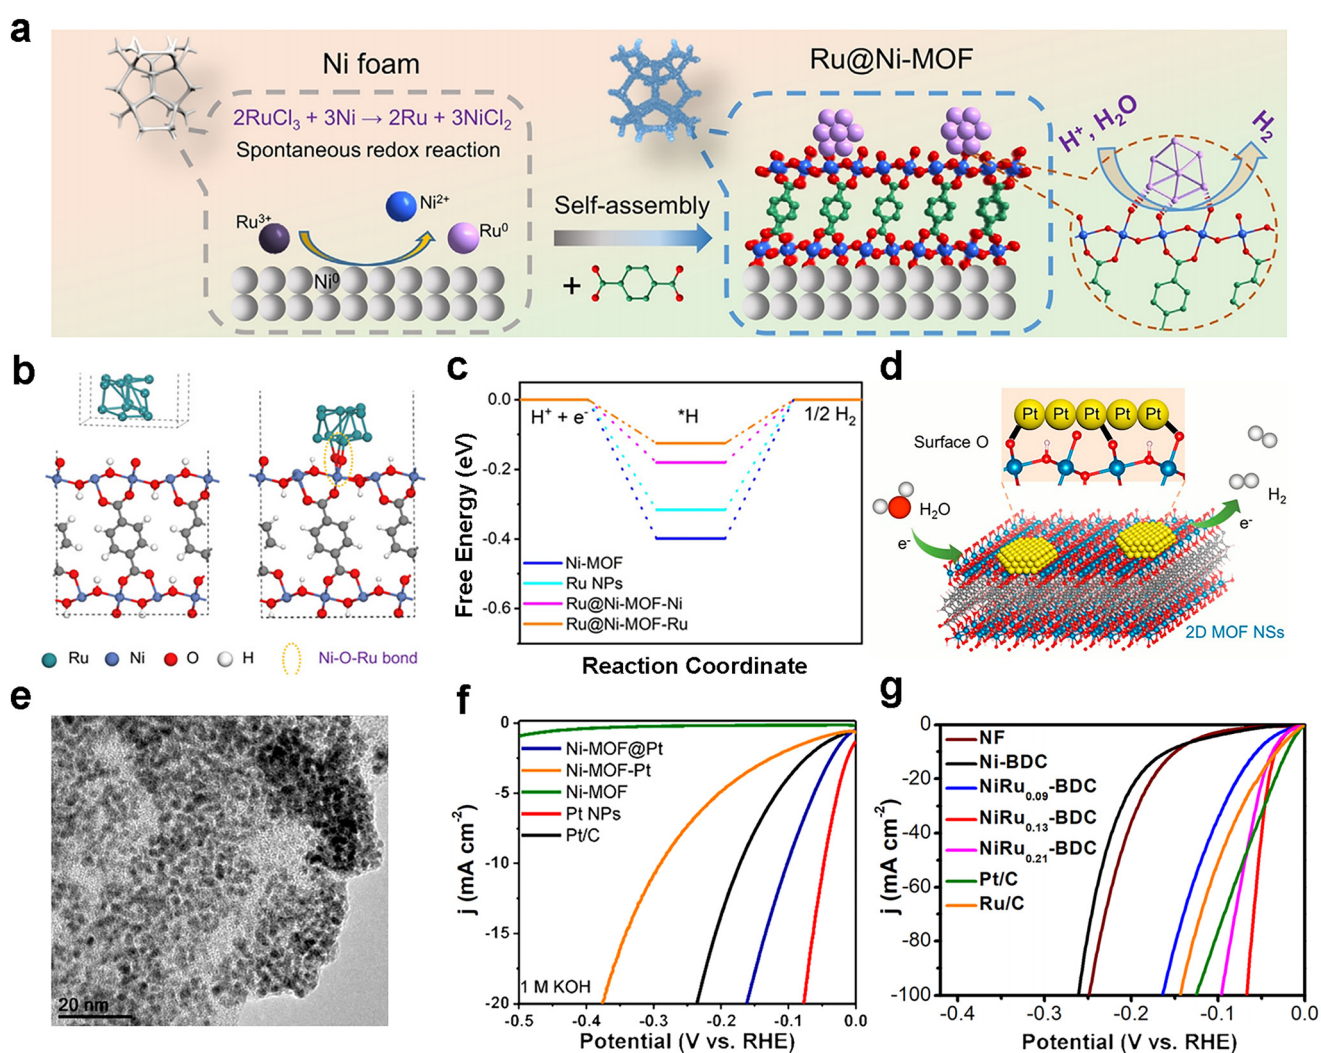 a
Ni foam
2RuCl₃ + 3Ni → 2Ru + 3NiCl₂
Spontaneous redox reaction
Ru³⁺
Ni²⁺
Ru⁰
Ni⁰
Self-assembly
+
Ru@Ni-MOF
H⁺, H₂O
H₂
b
Ru
Ni
O
H
Ni-O-Ru bond
c
0.0
-0.2
-0.4
-0.6
Free Energy (eV)
H⁺ + e⁻
*H
1/2 H₂
Ni-MOF
Ru NPs
Ru@Ni-MOF-Ni
Ru@Ni-MOF-Ru
Reaction Coordinate
d
Pt Pt Pt Pt Pt
Surface O
H₂O
e⁻
H₂
e⁻
2D MOF NSs
e
20 nm
f
0
-5
-10
-15
-20
j (mA cm⁻²)
Ni-MOF@Pt
Ni-MOF-Pt
Ni-MOF
Pt NPs
Pt/C
1 M KOH
-0.5 -0.4 -0.3 -0.2 -0.1 0.0
Potential (V vs. RHE)
g
0
-20
-40
-60
-80
-100
j (mA cm⁻²)
NF
Ni-BDC
NiRu₀.₀₉-BDC
NiRu₀.₁₃-BDC
NiRu₀.₂₁-BDC
Pt/C
Ru/C
-0.4 -0.3 -0.2 -0.1 0.0
Potential (V vs. RHE)